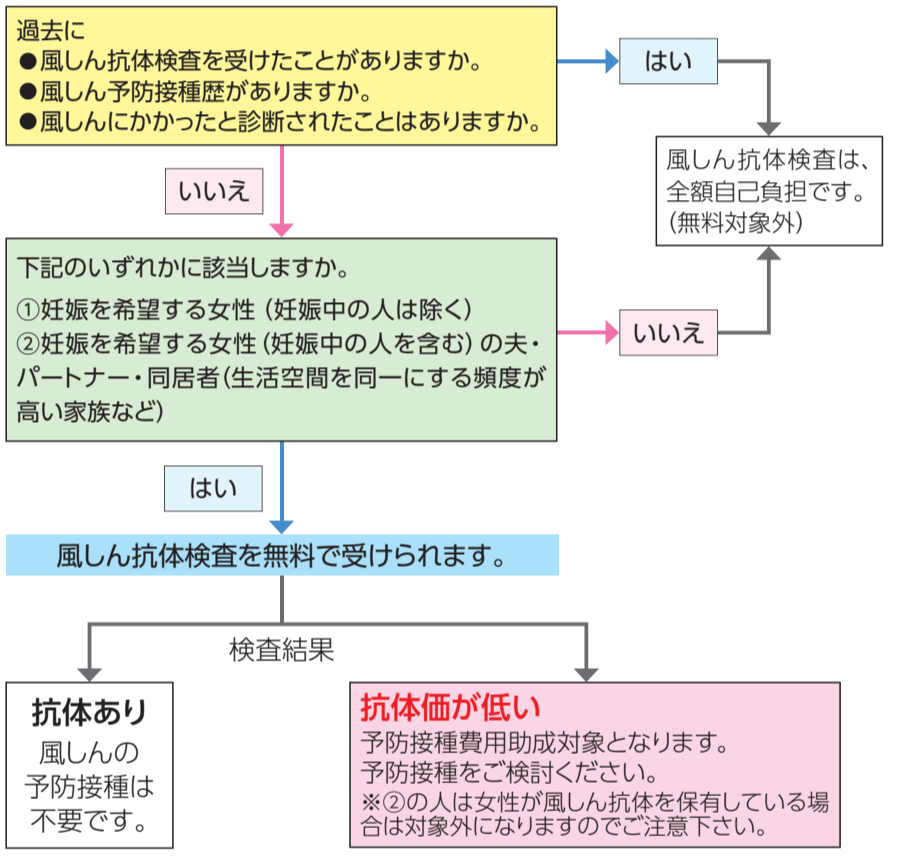 過去に
●風しん抗体検査を受けたことがありますか。
●風しん予防接種歴がありますか。
●風しんにかかったと診断されたことはありますか。
はい
風しん抗体検査は、
全額自己負担です。
(無料対象外)
いいえ
下記のいずれかに該当しますか。
①妊娠を希望する女性(妊娠中の人は除く)
②妊娠を希望する女性(妊娠中の人を含む)の夫・
パートナー・同居者(生活空間を同一にする頻度が
高い家族など)
いいえ
はい
風しん抗体検査を無料で受けられます。
検査結果
抗体あり
風しんの
予防接種は
不要です。
抗体価が低い
予防接種費用助成対象となります。
予防接種をご検討ください。
※②の人は女性が風しん抗体を保有している場
合は対象外になりますのでご注意下さい。